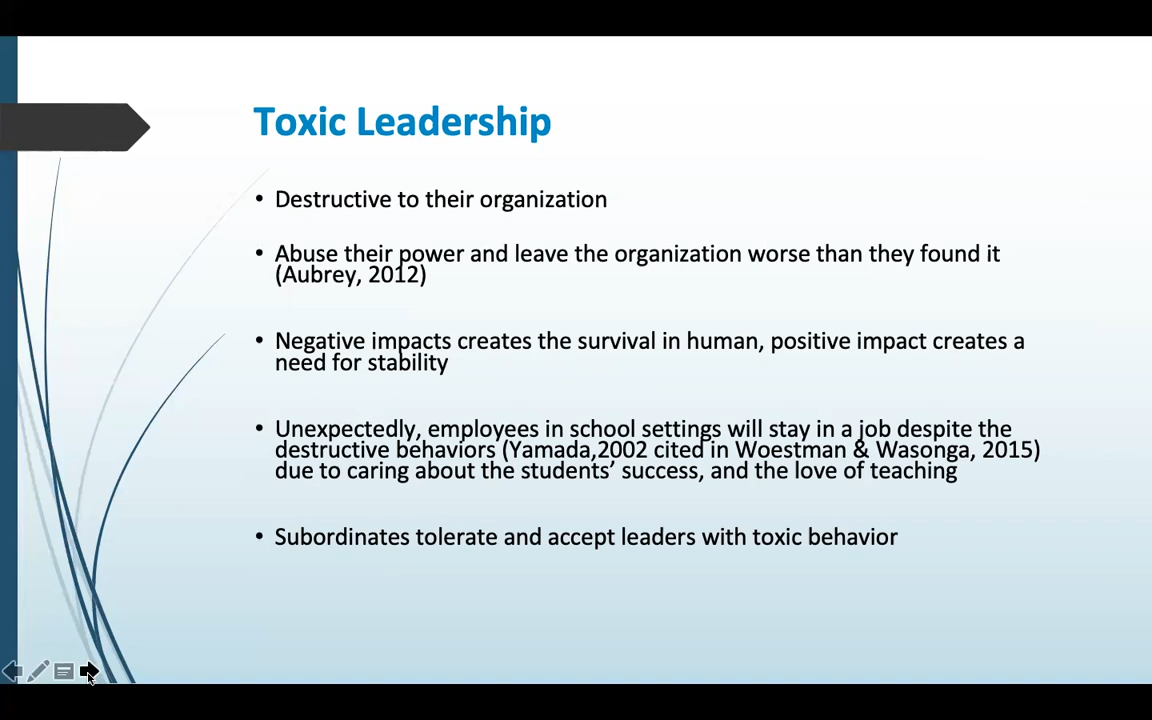 Toxic Leadership
• Destructive to their organization
• Abuse their power and leave the organization worse than they found it
(Aubrey, 2012)
• Negative impacts creates the survival in human, positive impact creates a
need for stability
• Unexpectedly, employees in school settings will stay in a job despite the
destructive behaviors (Yamada,2002 cited in Woestman & Wasonga, 2015)
due to caring about the students’ success, and the love of teaching
• Subordinates tolerate and accept leaders with toxic behavior